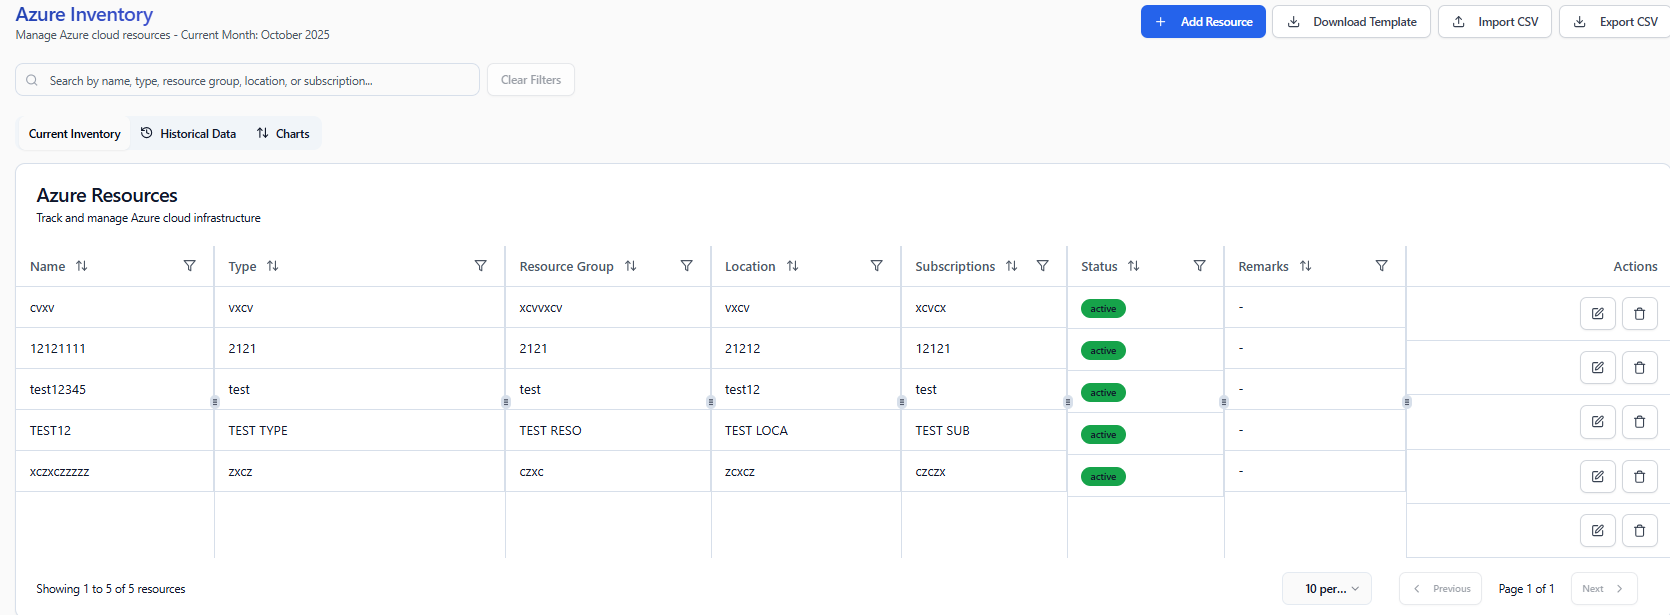 Azure Inventory
Manage Azure cloud resources - Current Month: October 2025
Add Resource Download Template Import CSV Export CSV
Search by name, type, resource group, location, or subscription... Clear Filters
Current Inventory Historical Data Charts
Azure Resources
Track and manage Azure cloud infrastructure
Name Type Resource Group Location Subscriptions Status Remarks Actions
cvxv vxcv xcvvxcv vxcv xcvcx active -
12121111 2121 2121 21212 12121 active -
test12345 test test test12 test active -
TEST12 TEST TYPE TEST RESO TEST LOCA TEST SUB active -
xczxczzzzz zxcz czxc zcxcz czczx active -
Showing 1 to 5 of 5 resources 10 per... Previous Page 1 of 1 Next